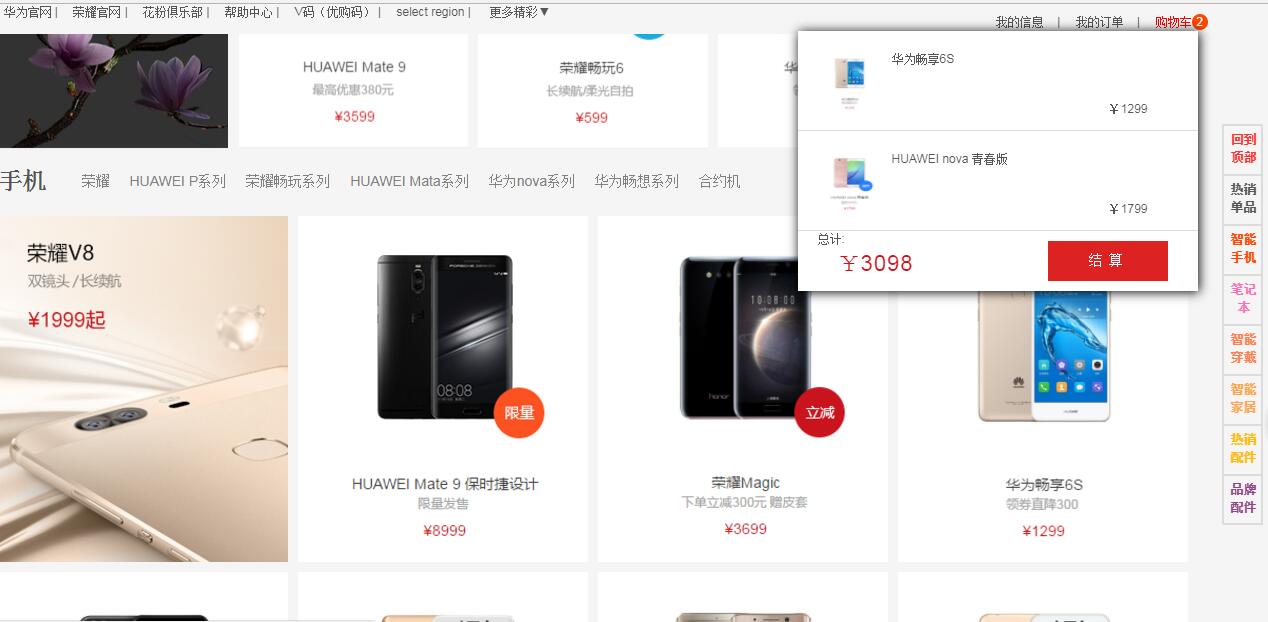 华为官网 | 荣耀官网 | 花粉俱乐部 | 帮助中心 | V码（优购码） | select region | 更多精彩▼
我的信息 | 我的订单 | 购物车 2
HUAWEI Mate 9
最高优惠380元
¥3599
荣耀畅玩6
长续航/柔光自拍
¥599
华为畅享6S
￥1299
HUAWEI nova 青春版
￥1799
总计:
￥3098
结 算
手机 荣耀 HUAWEI P系列 荣耀畅玩系列 HUAWEI Mata系列 华为nova系列 华为畅想系列 合约机
荣耀V8
双镜头 /长续航
¥1999起
PORSCHE DESIGN
08:08
限量
HUAWEI Mate 9 保时捷设计
限量发售
¥8999
honor
立减
荣耀Magic
下单立减300元 赠皮套
¥3699
HUAWEI
华为畅享6S
领券直降300
¥1299
回到
顶部
热销
单品
智能
手机
笔记
本
智能
穿戴
智能
家居
热销
配件
品牌
配件